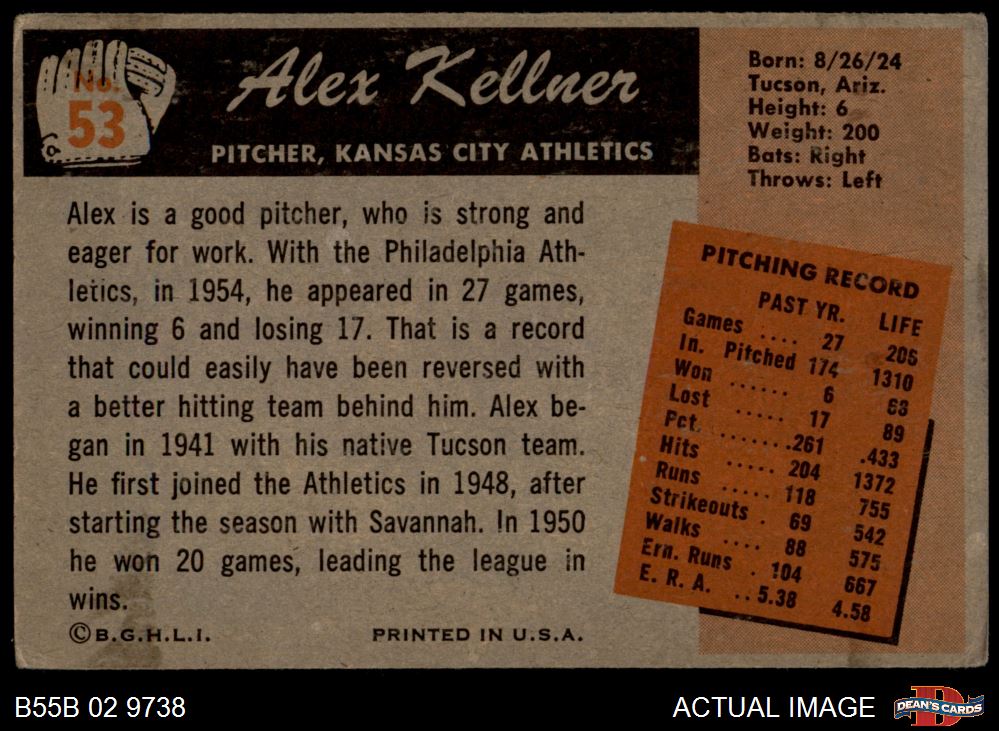 No.
53
Alex Kellner
PITCHER, KANSAS CITY ATHLETICS
Born: 8/26/24
Tucson, Ariz.
Height: 6
Weight: 200
Bats: Right
Throws: Left
Alex is a good pitcher, who is strong and
eager for work. With the Philadelphia Ath-
letics, in 1954, he appeared in 27 games,
winning 6 and losing 17. That is a record
that could easily have been reversed with
a better hitting team behind him. Alex be-
gan in 1941 with his native Tucson team.
He first joined the Athletics in 1948, after
starting the season with Savannah. In 1950
he won 20 games, leading the league in
wins.
©B.G.H.L.I. PRINTED IN U.S.A.
PITCHING RECORD
PAST YR. LIFE
Games .... 27 206
In. Pitched 174 1310
Won ...... 6 68
Lost ..... 17 89
Pct. ....... .261 .433
Hits ..... 204 1372
Runs ..... 118 755
Strikeouts . 69 542
Walks .... 88 575
Ern. Runs . 104 667
E. R. A. .. 5.38 4.58
B55B 02 9738
ACTUAL IMAGE
DEAN'S CARDS